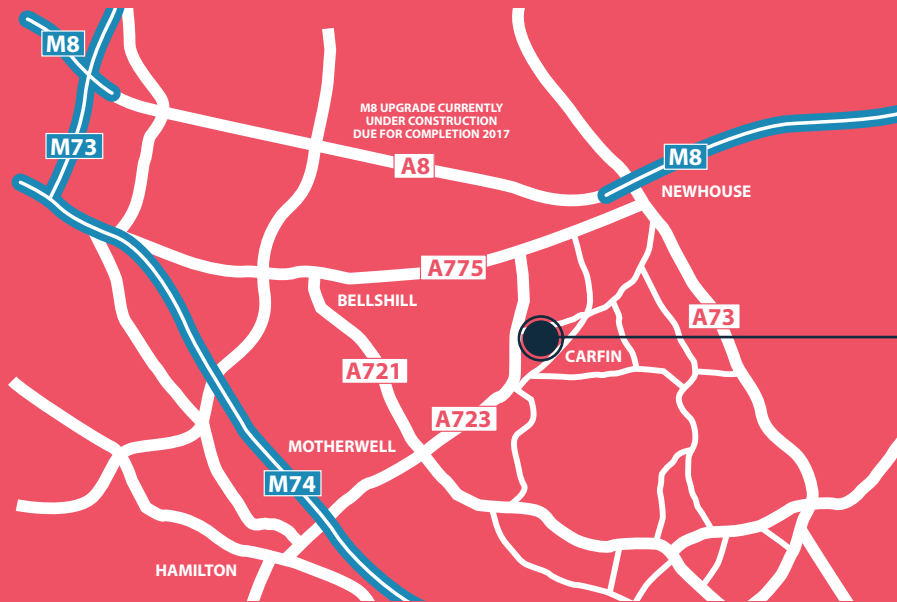 M8
M8 UPGRADE CURRENTLY
UNDER CONSTRUCTION
DUE FOR COMPLETION 2017
M73
A8
M8
NEWHOUSE
A775
BELLSHILL
A73
CARFIN
A721
A723
MOTHERWELL
M74
HAMILTON